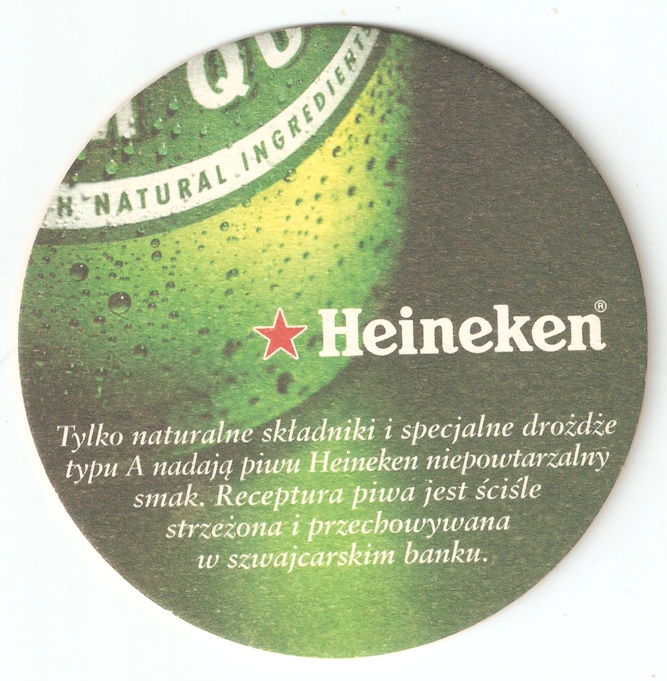 QU
H NATURAL INGREDIENT
Heineken®
Tylko naturalne składniki i specjalne drożdże
typu A nadają piwu Heineken niepowtarzalny
smak. Receptura piwa jest ściśle
strzeżona i przechowywana
w szwajcarskim banku.